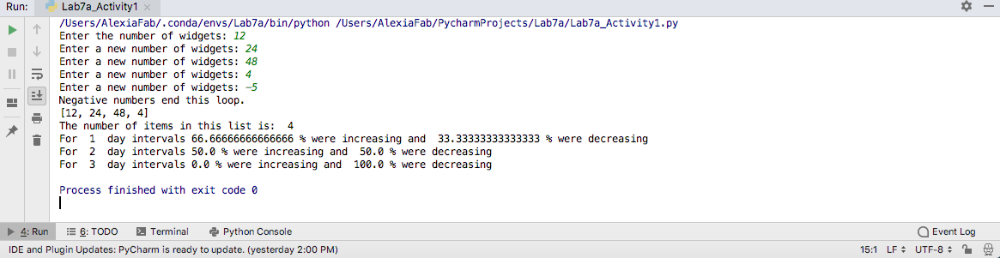 Run: Lab7a_Activity1 ×
/Users/AlexiaFab/.conda/envs/Lab7a/bin/python /Users/AlexiaFab/PycharmProjects/Lab7a/Lab7a_Activity1.py
Enter the number of widgets: 12
Enter a new number of widgets: 24
Enter a new number of widgets: 48
Enter a new number of widgets: 4
Enter a new number of widgets: -5
Negative numbers end this loop.
[12, 24, 48, 4]
The number of items in this list is:  4
For  1  day intervals 66.66666666666666 % were increasing and  33.33333333333333 % were decreasing
For  2  day intervals 50.0 % were increasing and  50.0 % were decreasing
For  3  day intervals 0.0 % were increasing and  100.0 % were decreasing
Process finished with exit code 0
4: Run 6: TODO Terminal Python Console Event Log
IDE and Plugin Updates: PyCharm is ready to update. (yesterday 2:00 PM) 15:1 LF UTF-8